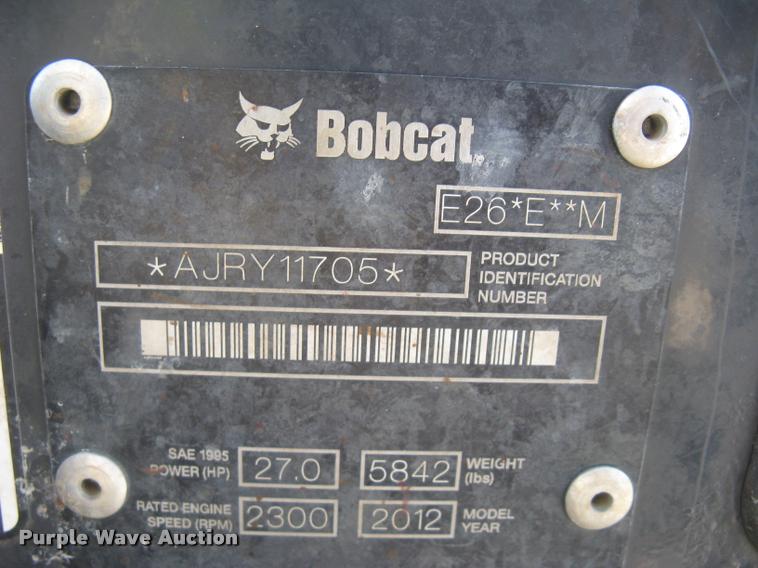 Bobcat
E26*E**M
*AJRY11705*
PRODUCT
IDENTIFICATION
NUMBER
SAE 1995
POWER (HP)
27.0
5842
WEIGHT
(lbs)
RATED ENGINE
SPEED (RPM)
2300
2012
MODEL
YEAR
Purple Wave Auction